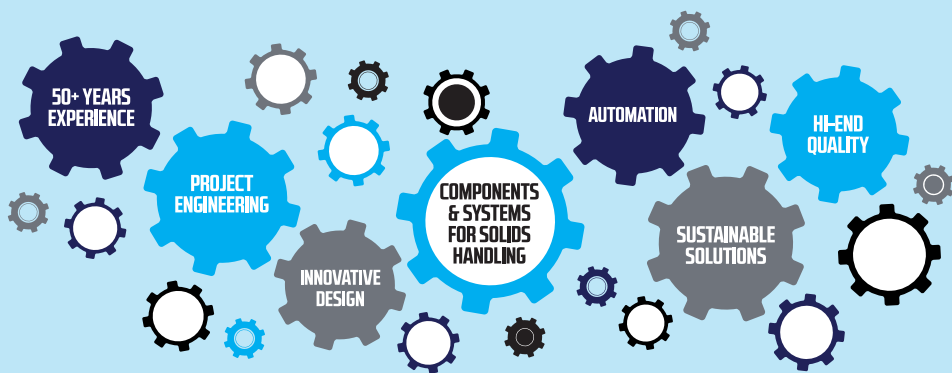 50+ YEARS
EXPERIENCE
PROJECT
ENGINEERING
INNOVATIVE
DESIGN
COMPONENTS
& SYSTEMS
FOR SOLIDS
HANDLING
AUTOMATION
SUSTAINABLE
SOLUTIONS
HI-END
QUALITY